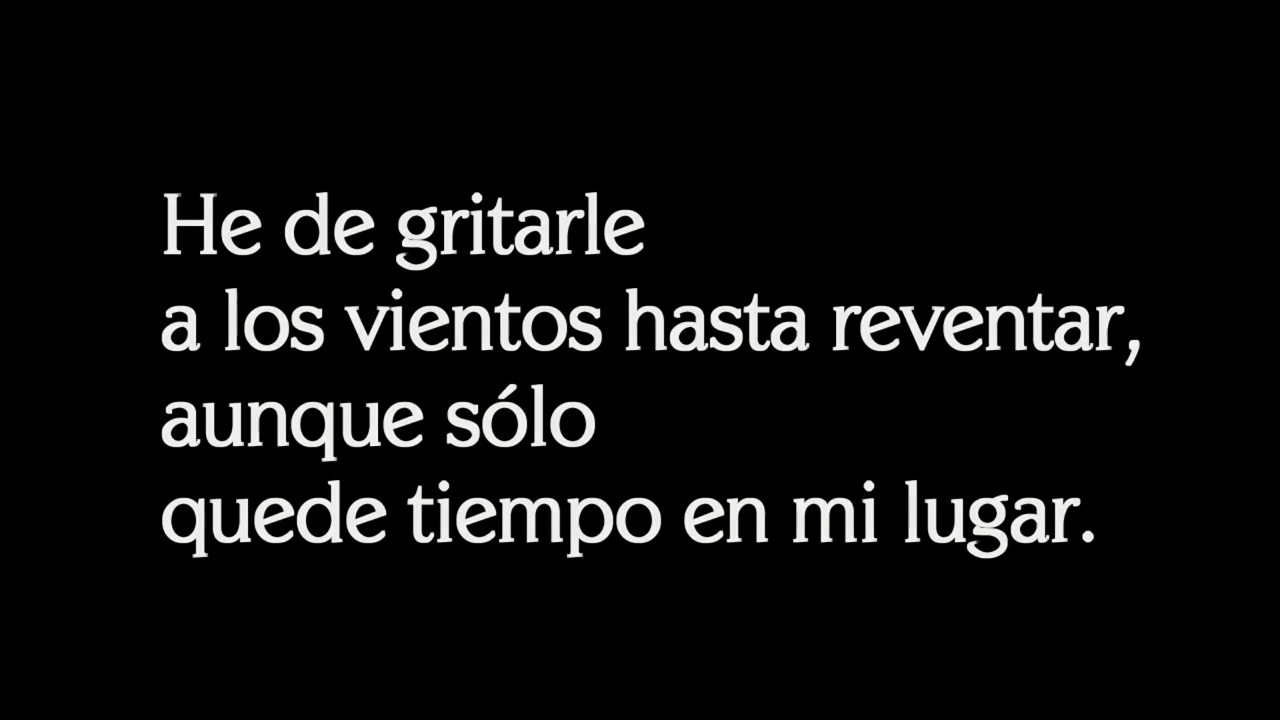 He de gritarle
a los vientos hasta reventar,
aunque sólo
quede tiempo en mi lugar.